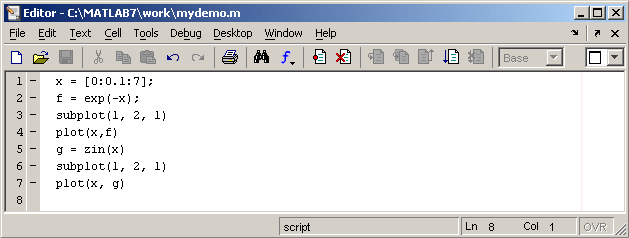 Editor - C:\MATLAB7\work\mydemo.m
File Edit Text Cell Tools Debug Desktop Window Help
f Base
1 - x = [0:0.1:7];
2 - f = exp(-x);
3 - subplot(1, 2, 1)
4 - plot(x,f)
5 - g = zin(x)
6 - subplot(1, 2, 1)
7 - plot(x, g)
8
script Ln 8 Col 1 OVR